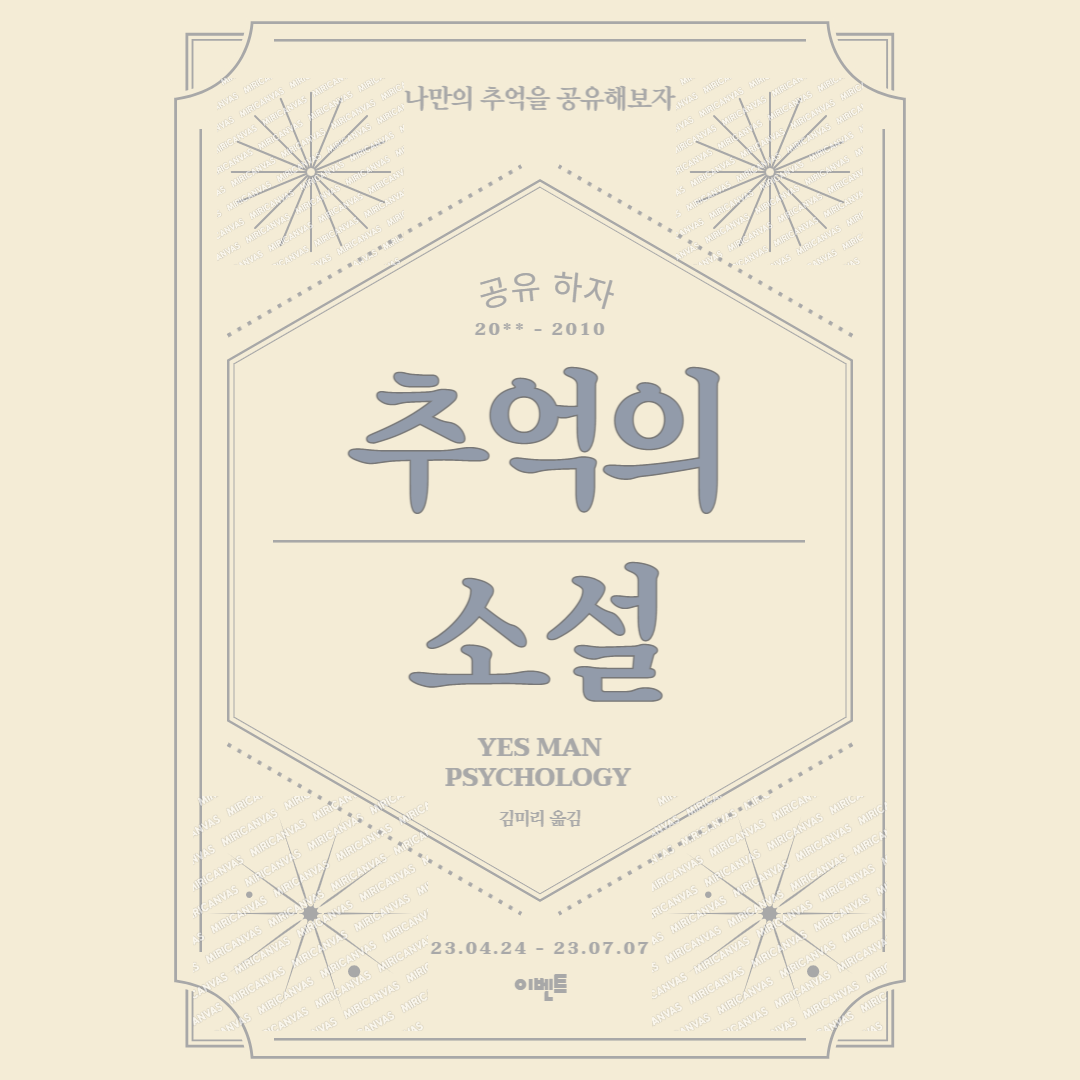 나만의 추억을 공유해보자
공유 하자
20** - 2010
추억의
소설
YES MAN
PSYCHOLOGY
김미리 옮김
23.04.24 - 23.07.07
이벤트
MIRICANVAS